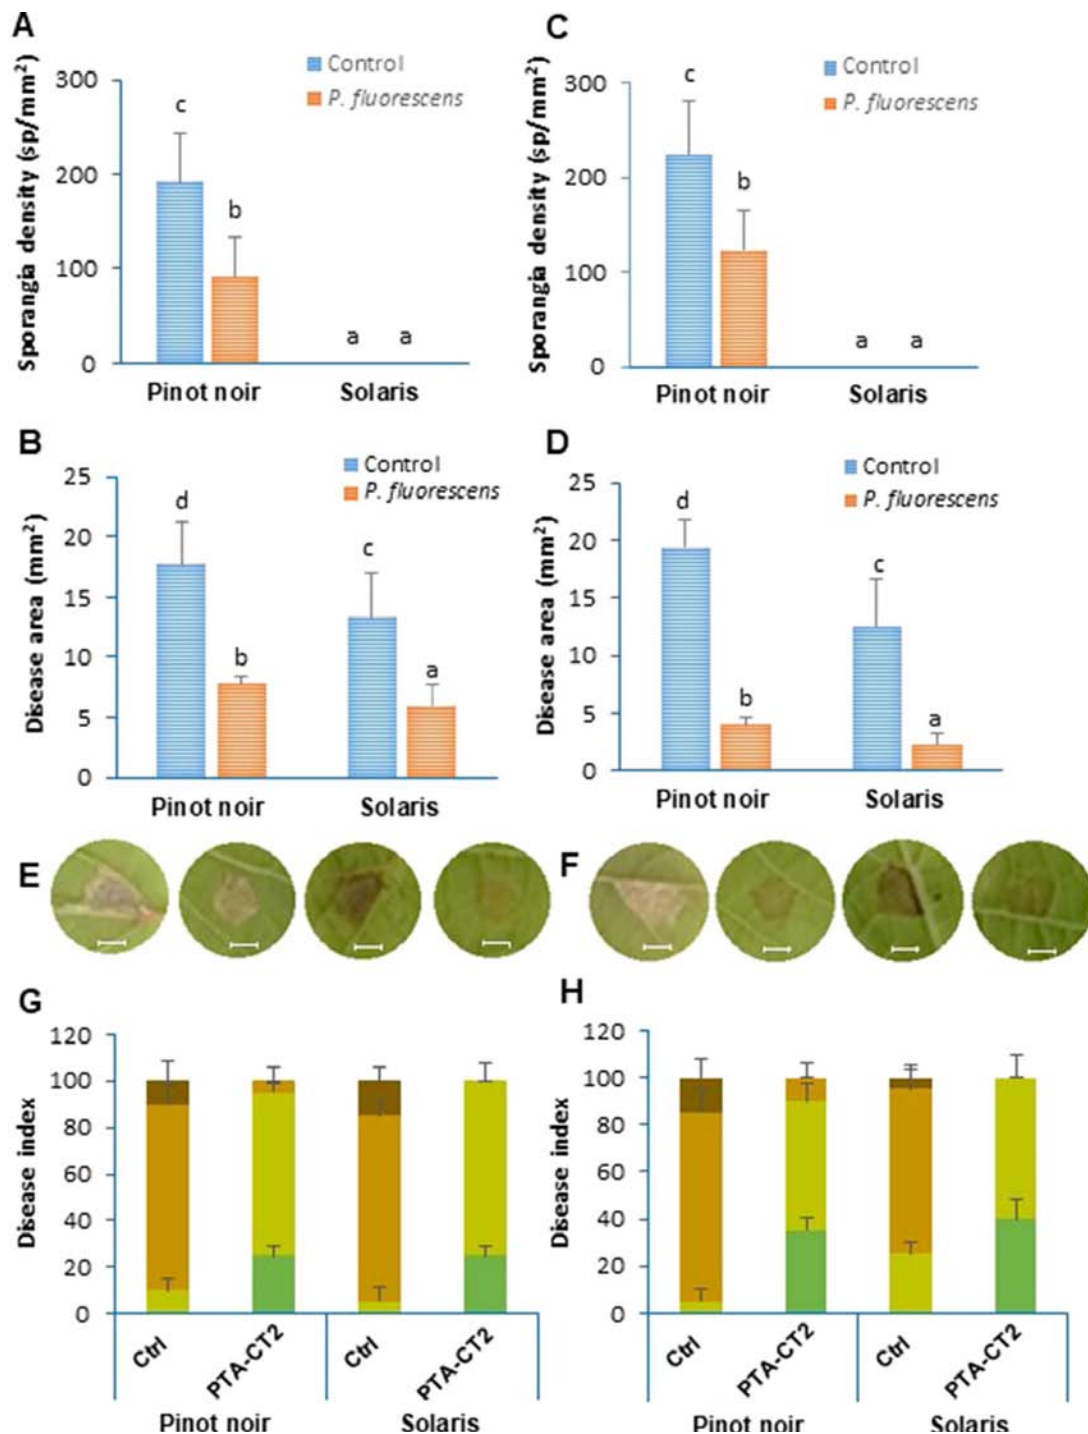 A
Sporangia density (sp/mm²)
300
200
100
0
Control
P. fluorescens
c
b
a a
Pinot noir Solaris
C
Sporangia density (sp/mm²)
300
200
100
0
Control
P. fluorescens
c
b
a a
Pinot noir Solaris
B
Disease area (mm²)
25
20
15
10
5
0
Control
P. fluorescens
d
b
c
a
Pinot noir Solaris
D
Disease area (mm²)
25
20
15
10
5
0
Control
P. fluorescens
d
b
c
a
Pinot noir Solaris
E
F
G
Disease index
120
100
80
60
40
20
0
Ctrl PTA-CT2 Ctrl PTA-CT2
Pinot noir Solaris
H
Disease index
120
100
80
60
40
20
0
Ctrl PTA-CT2 Ctrl PTA-CT2
Pinot noir Solaris